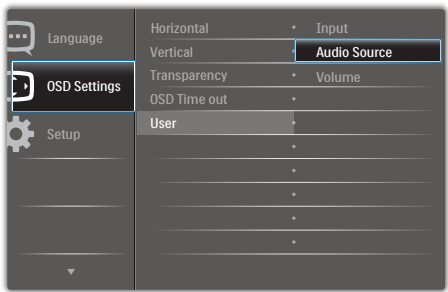 Language
OSD Settings
Setup
Horizontal
Vertical
Transparency
OSD Time out
User
Input
Audio Source
Volume